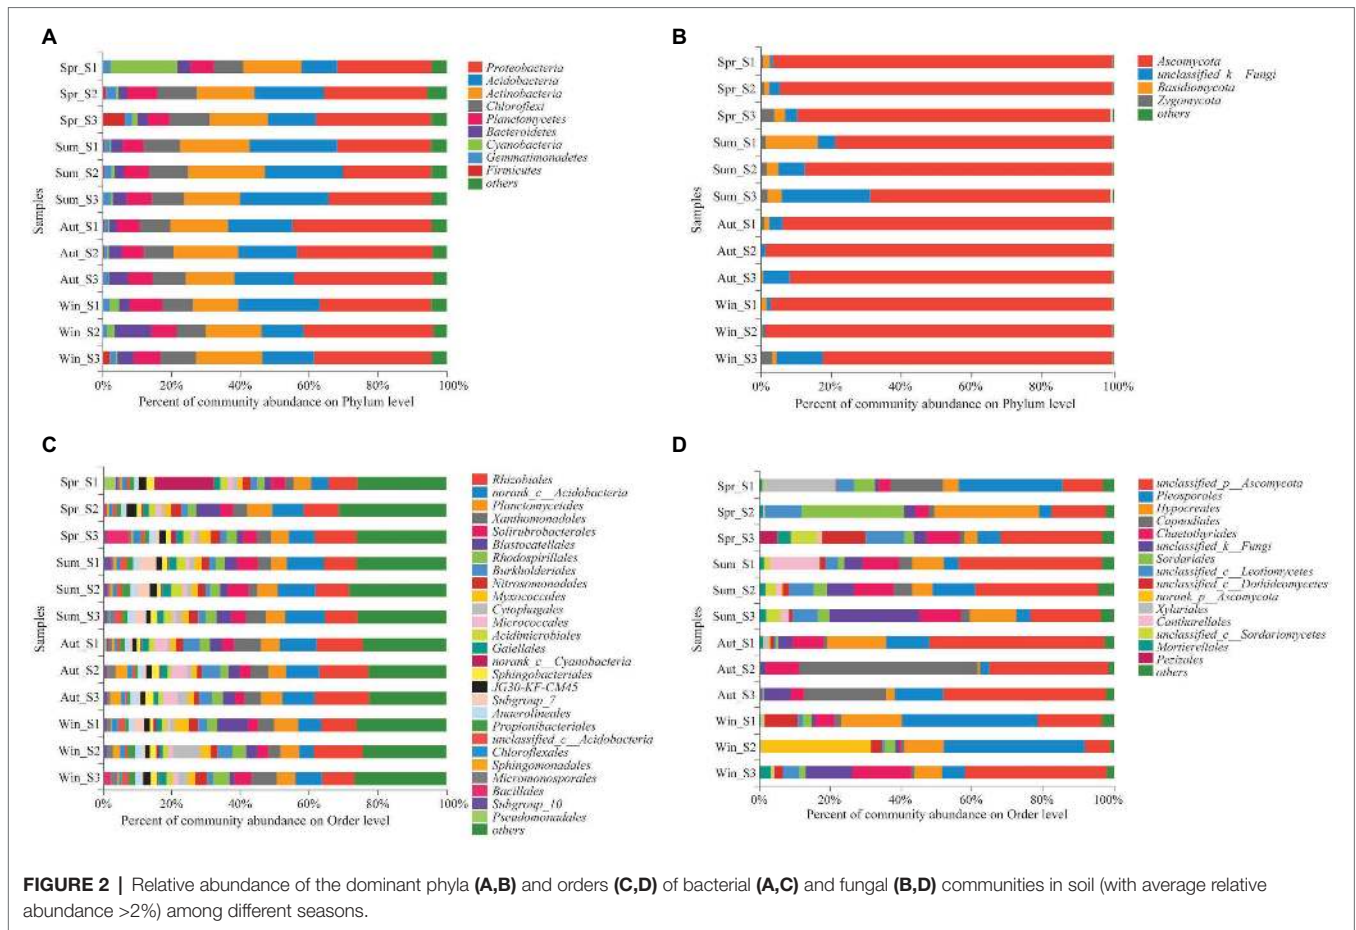 A
Spr_S1
Spr_S2
Spr_S3
Sum_S1
Sum_S2
Sum_S3
Aut_S1
Aut_S2
Aut_S3
Win_S1
Win_S2
Win_S3
Samples
0% 20% 40% 60% 80% 100%
Percent of community abundance on Phylum level
Proteobacteria
Acidobacteria
Actinobacteria
Chloroflexi
Planctomycetes
Bacteroidetes
Cyanobacteria
Gemmatimonadetes
Firmicutes
others
B
Spr_S1
Spr_S2
Spr_S3
Sum_S1
Sum_S2
Sum_S3
Aut_S1
Aut_S2
Aut_S3
Win_S1
Win_S2
Win_S3
Samples
0% 20% 40% 60% 80% 100%
Percent of community abundance on Phylum level
Ascomycota
unclassified_k__Fungi
Basidiomycota
Zygomycota
others
C
Spr_S1
Spr_S2
Spr_S3
Sum_S1
Sum_S2
Sum_S3
Aut_S1
Aut_S2
Aut_S3
Win_S1
Win_S2
Win_S3
Samples
0% 20% 40% 60% 80% 100%
Percent of community abundance on Order level
Rhizobiales
norank_c__Acidobacteria
Planctomycetales
Xanthomonadales
Solirubrobacterales
Blastocatellales
Rhodospirillales
Burkholderiales
Nitrosomonadales
Myxococcales
Cytophagales
Micrococcales
Acidimicrobiales
Gaiellales
norank_c__Cyanobacteria
Sphingobacteriales
JG30-KF-CM45
Subgroup_7
Anaerolineales
Propionibacteriales
unclassified_c__Acidobacteria
Chloroflexales
Sphingomonadales
Micromonosporales
Bacillales
Subgroup_10
Pseudomonadales
others
D
Spr_S1
Spr_S2
Spr_S3
Sum_S1
Sum_S2
Sum_S3
Aut_S1
Aut_S2
Aut_S3
Win_S1
Win_S2
Win_S3
Samples
0% 20% 40% 60% 80% 100%
Percent of community abundance on Order level
unclassified_p__Ascomycota
Pleosporales
Hypocreales
Capnodiales
Chaetothyriales
unclassified_k__Fungi
Sordariales
unclassified_c__Leotiomycetes
unclassified_c__Dothideomycetes
norank_p__Ascomycota
Xylariales
Cantharellales
unclassified_c__Sordariomycetes
Mortierellales
Pezizales
others
FIGURE 2 | Relative abundance of the dominant phyla (A,B) and orders (C,D) of bacterial (A,C) and fungal (B,D) communities in soil (with average relative
abundance >2%) among different seasons.